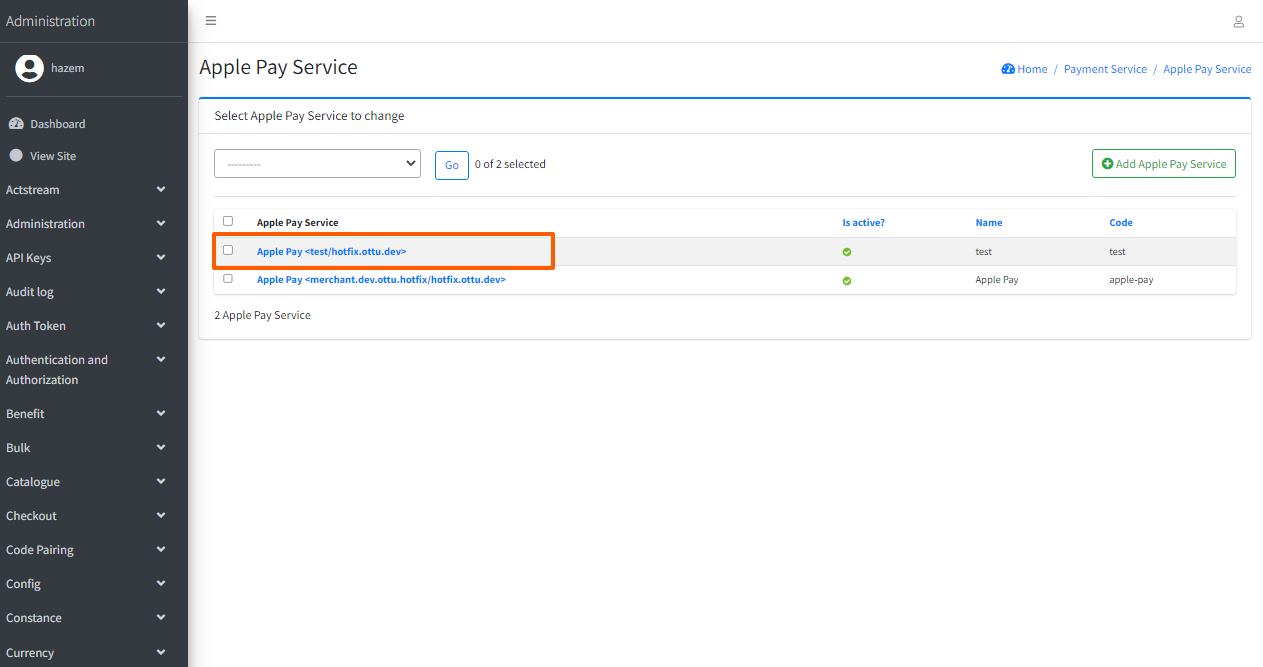 Administration
hazem
Dashboard
View Site
Actstream
Administration
API Keys
Audit log
Auth Token
Authentication and
Authorization
Benefit
Bulk
Catalogue
Checkout
Code Pairing
Config
Constance
Currency
Apple Pay Service
Home / Payment Service / Apple Pay Service
Select Apple Pay Service to change
--------- Go 0 of 2 selected Add Apple Pay Service
Apple Pay Service Is active? Name Code
Apple Pay <test/hotfix.ottu.dev> test test
Apple Pay <merchant.dev.ottu.hotfix/hotfix.ottu.dev> Apple Pay apple-pay
2 Apple Pay Service